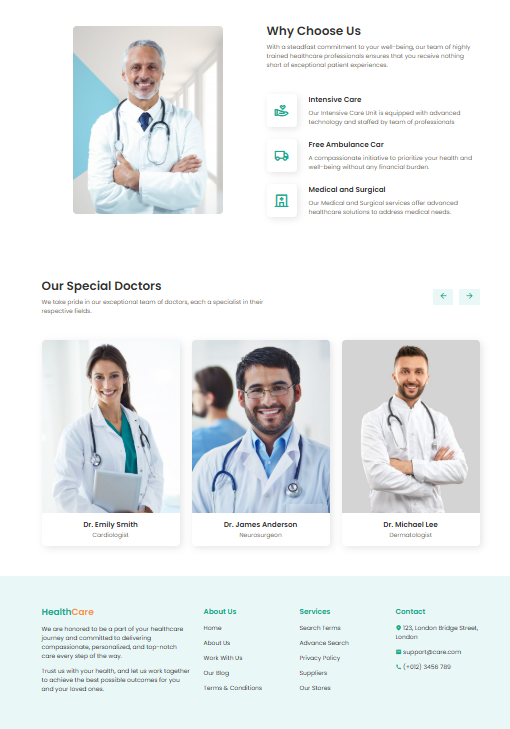 Why Choose Us
With a steadfast commitment to your well-being, our team of highly
trained healthcare professionals ensures that you receive nothing
short of exceptional patient experiences.
Intensive Care
Our Intensive Care Unit is equipped with advanced
technology and staffed by team of professionals
Free Ambulance Car
A compassionate initiative to prioritize your health and
well-being without any financial burden.
Medical and Surgical
Our Medical and Surgical services offer advanced
healthcare solutions to address medical needs.
Our Special Doctors
We take pride in our exceptional team of doctors, each a specialist in their
respective fields.
Dr. Emily Smith
Cardiologist
Dr. James Anderson
Neurosurgeon
Dr. Michael Lee
Dermatologist
HealthCare
We are honored to be a part of your healthcare
journey and committed to delivering
compassionate, personalized, and top-notch
care every step of the way.
Trust us with your health, and let us work together
to achieve the best possible outcomes for you
and your loved ones.
About Us
Home
About Us
Work With Us
Our Blog
Terms & Conditions
Services
Search Terms
Advance Search
Privacy Policy
Suppliers
Our Stores
Contact
123, London Bridge Street,
London
support@care.com
(+012) 3456 789